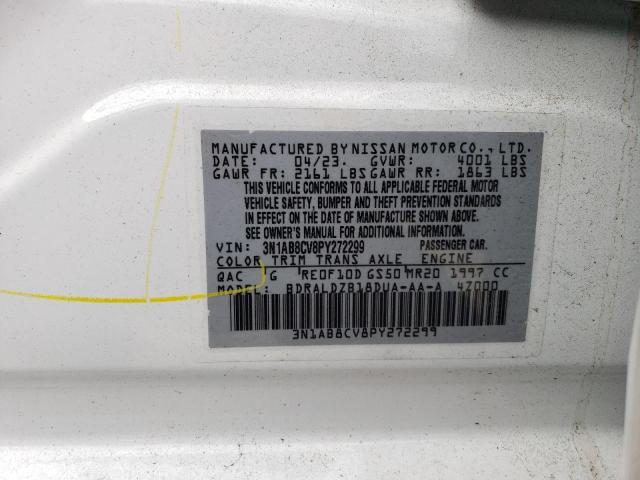 MANUFACTURED BY NISSAN MOTOR CO., LTD.
DATE: 04/23. GVWR: 4001 LBS
GAWR FR: 2161 LBS GAWR RR: 1863 LBS
THIS VEHICLE CONFORMS TO ALL APPLICABLE FEDERAL MOTOR
VEHICLE SAFETY, BUMPER AND THEFT PREVENTION STANDARDS
IN EFFECT ON THE DATE OF MANUFACTURE SHOWN ABOVE.
SEE OWNER'S MANUAL FOR ADDITIONAL INFORMATION.
VIN: 3N1AB8CV8PY272299 PASSENGER CAR.
COLOR TRIM TRANS AXLE ENGINE
QAC G RE0F10D GS50 MR20 1997 CC
MODEL: BDRALDZB18DUA-AA-A 4Z000
3N1AB8CV8PY272299